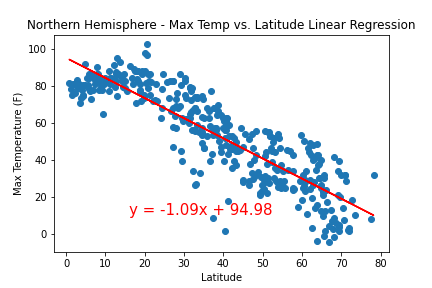 Northern Hemisphere - Max Temp vs. Latitude Linear Regression
100
80
60
40
20
0
Max Temperature (F)
y = -1.09x + 94.98
0 10 20 30 40 50 60 70 80
Latitude